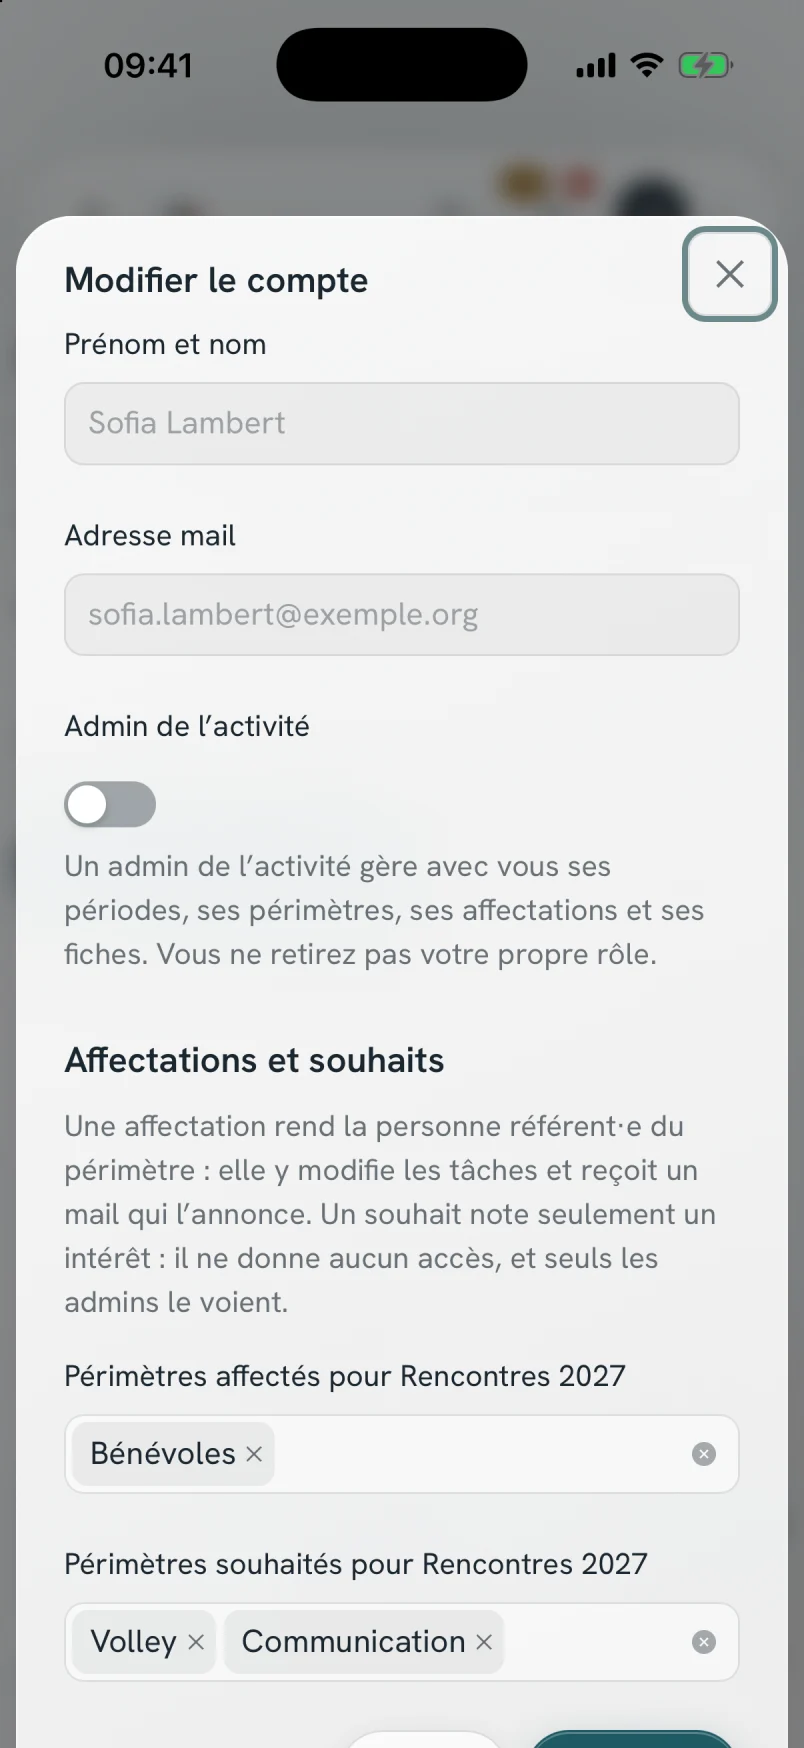 09:41
Modifier le compte
Prénom et nom
Sofia Lambert
Adresse mail
sofia.lambert@exemple.org
Admin de l’activité
Un admin de l’activité gère avec vous ses
périodes, ses périmètres, ses affectations et ses
fiches. Vous ne retirez pas votre propre rôle.
Affectations et souhaits
Une affectation rend la personne référent·e du
périmètre : elle y modifie les tâches et reçoit un
mail qui l’annonce. Un souhait note seulement un
intérêt : il ne donne aucun accès, et seuls les
admins le voient.
Périmètres affectés pour Rencontres 2027
Bénévoles
Périmètres souhaités pour Rencontres 2027
Volley Communication